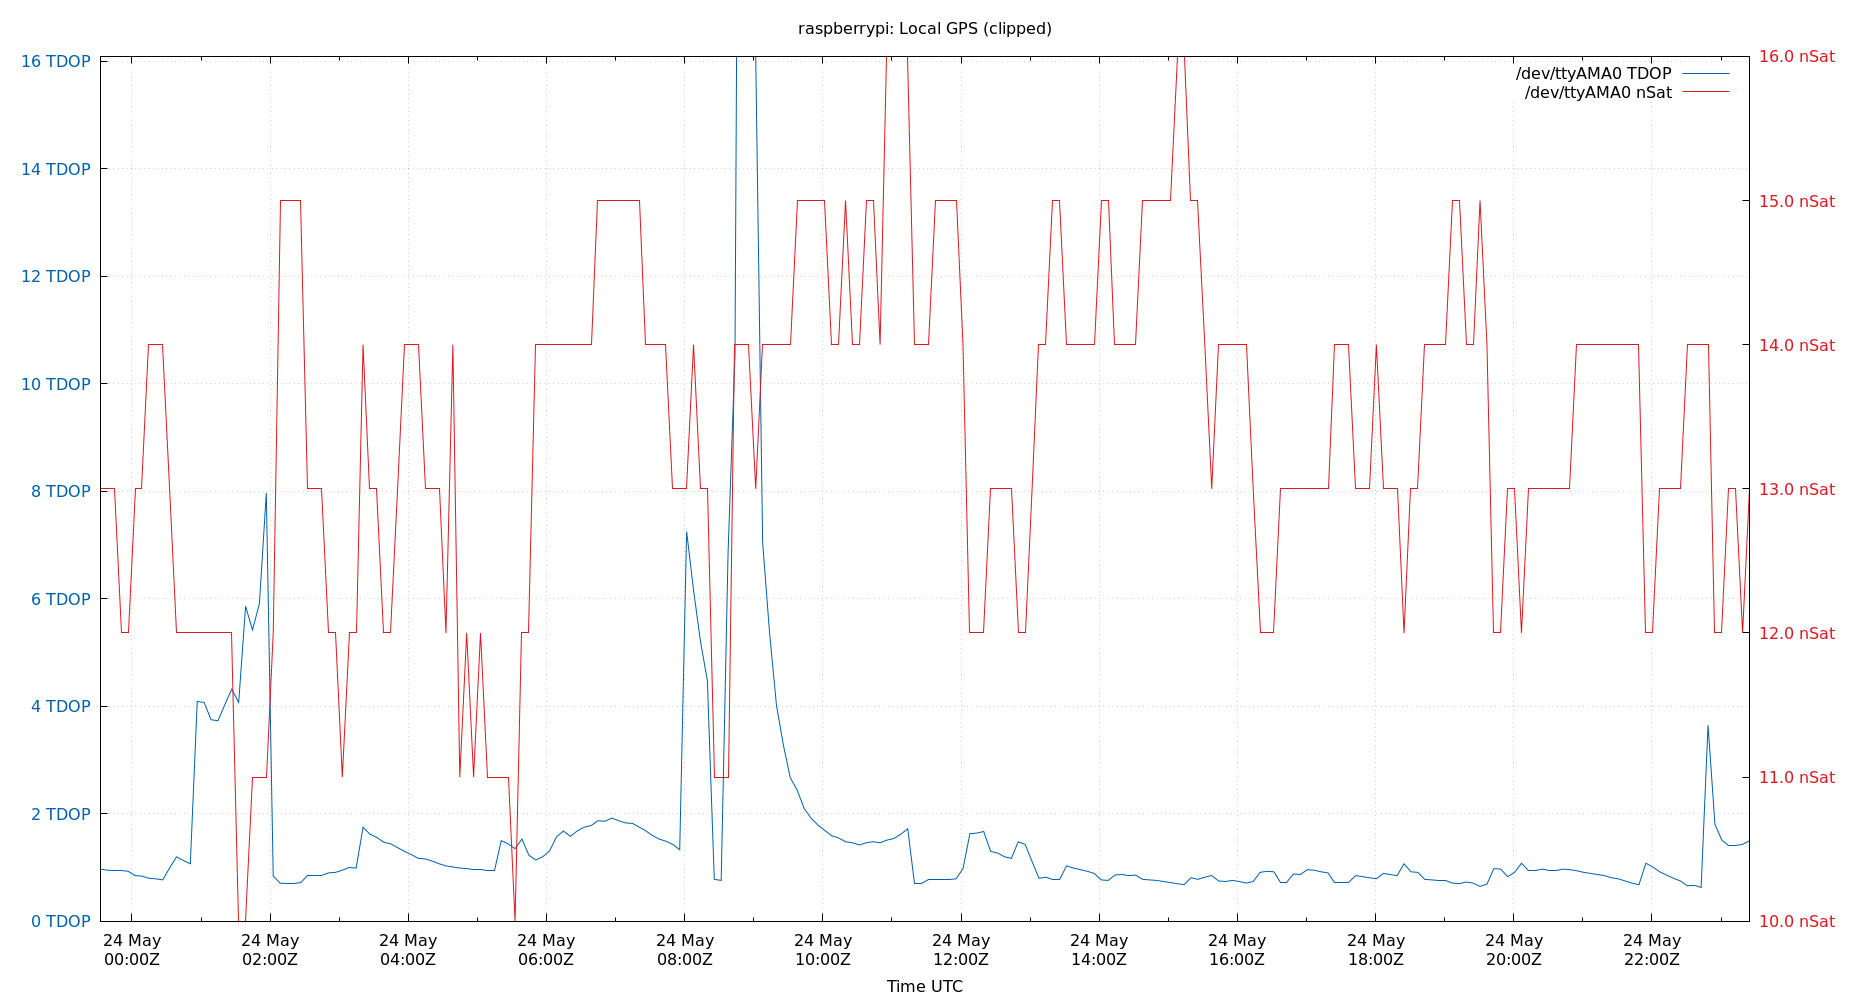 raspberrypi: Local GPS (clipped)
16 TDOP
14 TDOP
12 TDOP
10 TDOP
8 TDOP
6 TDOP
4 TDOP
2 TDOP
0 TDOP
/dev/ttyAMA0 TDOP
/dev/ttyAMA0 nSat
16.0 nSat
15.0 nSat
14.0 nSat
13.0 nSat
12.0 nSat
11.0 nSat
10.0 nSat
24 May 24 May 24 May 24 May 24 May 24 May 24 May 24 May 24 May 24 May 24 May 24 May
00:00Z 02:00Z 04:00Z 06:00Z 08:00Z 10:00Z 12:00Z 14:00Z 16:00Z 18:00Z 20:00Z 22:00Z
Time UTC